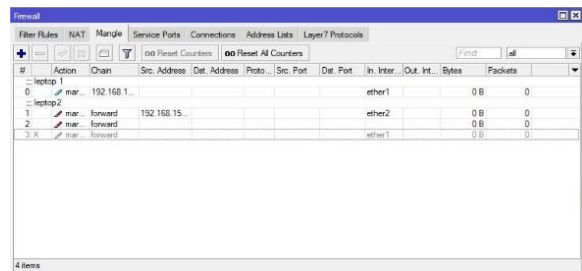 Firewall
Filter Rules NAT Mangle Service Ports Connections Address Lists Layer7 Protocols
00 Reset Counters 00 Reset All Counters Find all
# Action Chain Src. Address Dst. Address Proto... Src. Port Dst. Port In. Inter... Out. Int... Bytes Packets
::: leptop 1
0 mar... 192.168.1... ether1 0 B 0
::: leptop2
1 mar... forward 192.168.15... ether2 0 B 0
2 mar... forward 0 B 0
3 X mar... forward ether1 0 B 0
4 items